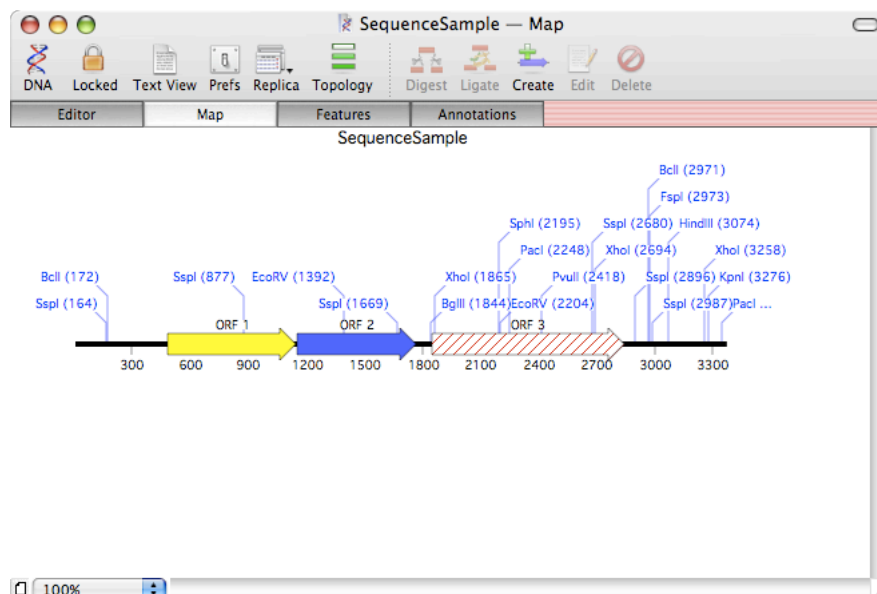 SequenceSample — Map
DNA Locked Text View Prefs Replica Topology Digest Ligate Create Edit Delete
Editor Map Features Annotations
SequenceSample
BclI (2971)
FspI (2973)
SphI (2195) SspI (2680) HindIII (3074)
PacI (2248) XhoI (2694) XhoI (3258)
BclI (172) SspI (877) EcoRV (1392) XhoI (1865) PvuII (2418) SspI (2896) KpnI (3276)
SspI (164) SspI (1669) BglII (1844) EcoRV (2204) SspI (2987) PacI ...
ORF 1 ORF 2 ORF 3
300 600 900 1200 1500 1800 2100 2400 2700 3000 3300
100%